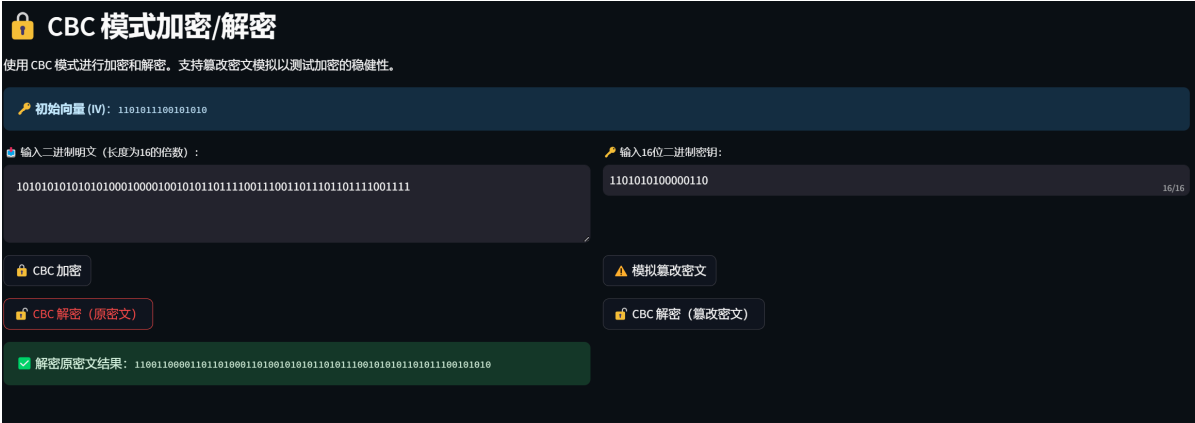 CBC 模式加密/解密
使用 CBC 模式进行加密和解密。支持篡改密文模拟以测试加密的稳健性。
初始向量 (IV)： 1101011100101010
输入二进制明文（长度为16的倍数）：
1010101010101010001000010010101101111001110011011101101111001111
输入16位二进制密钥:
1101010100000110
16/16
CBC 加密
模拟篡改密文
CBC 解密（原密文）
CBC 解密（篡改密文）
解密原密文结果： 1100110000110110100011010010101011010111001010101101011100101010